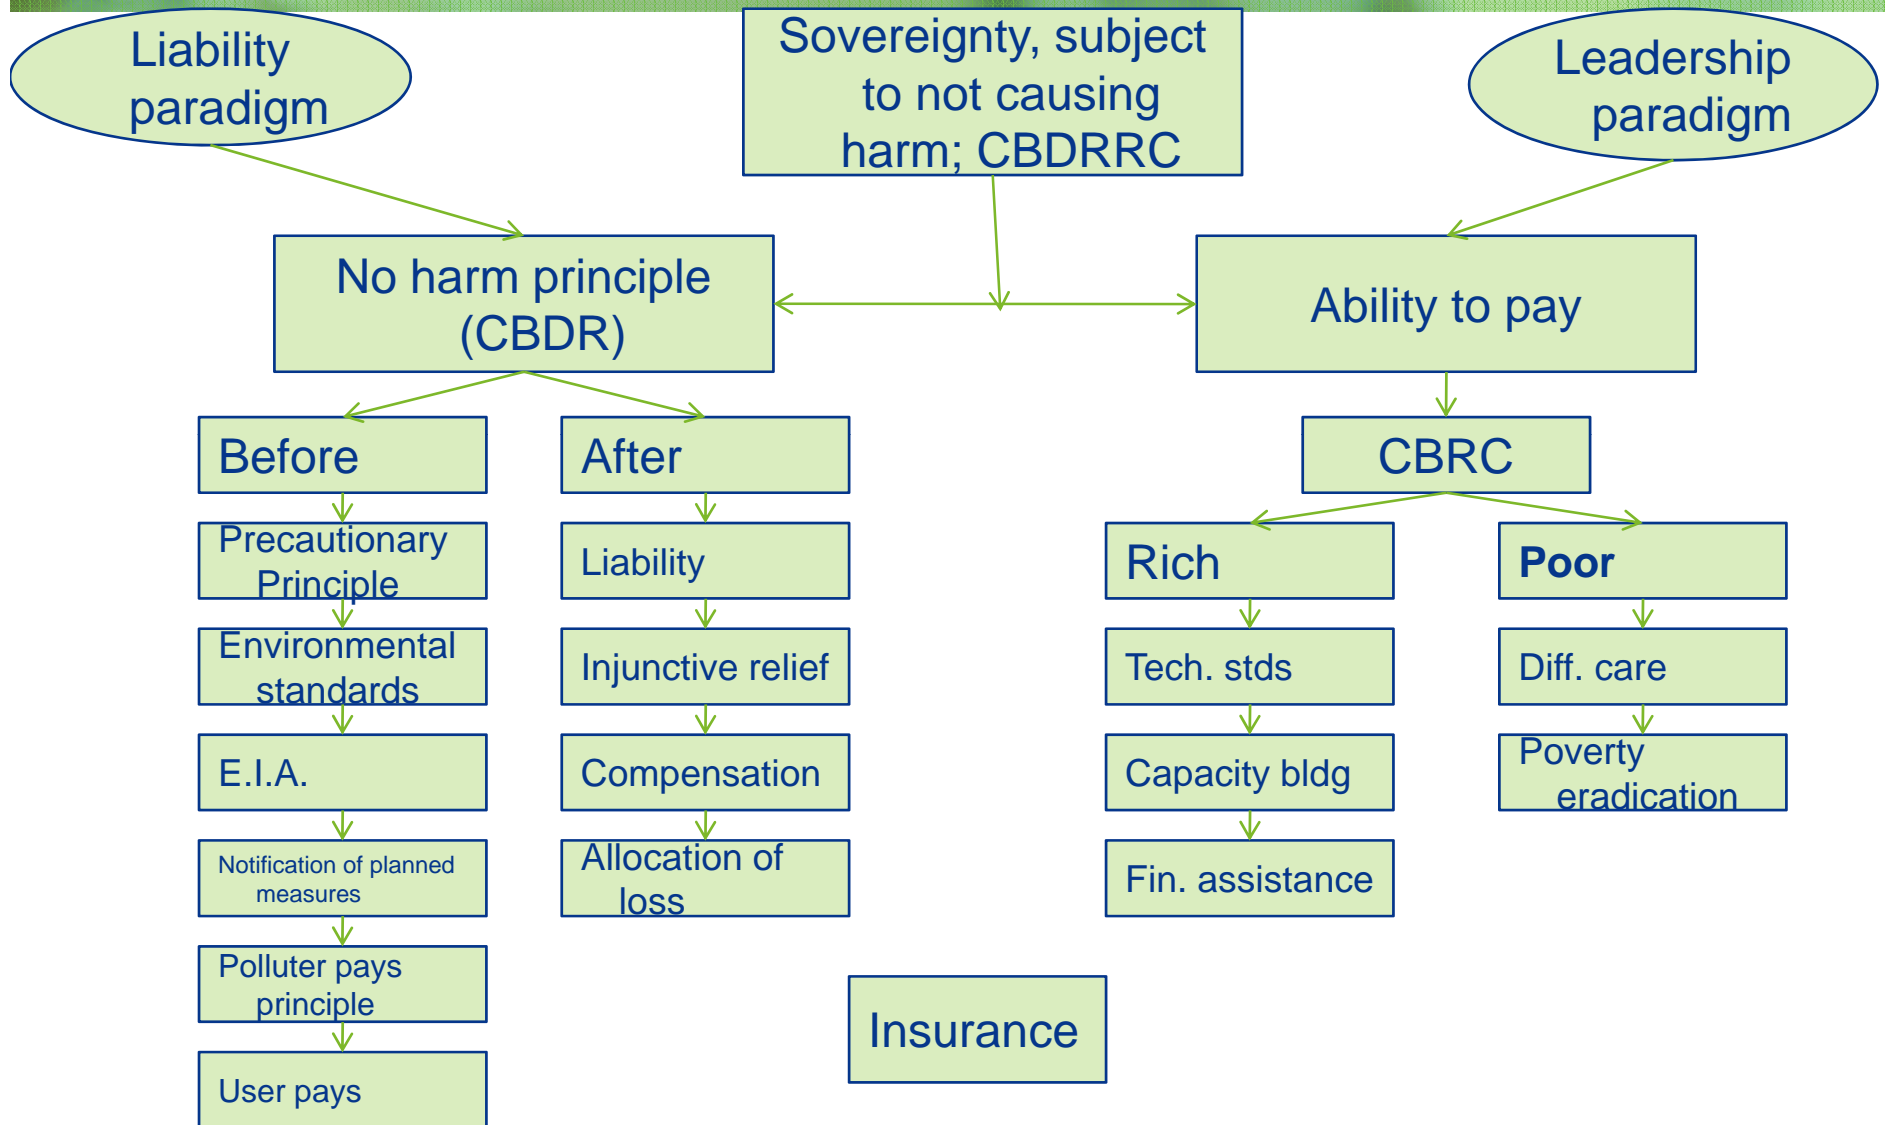 Liability
paradigm
Sovereignty, subject
to not causing
harm; CBDRRC
Leadership
paradigm
No harm principle
(CBDR)
Ability to pay
Before
After
CBRC
Precautionary
Principle
Liability
Rich
Poor
Environmental
standards
Injunctive relief
Tech. stds
Diff. care
E.I.A.
Compensation
Capacity bldg
Poverty
eradication
Notification of planned
measures
Allocation of
loss
Fin. assistance
Polluter pays
principle
Insurance
User pays